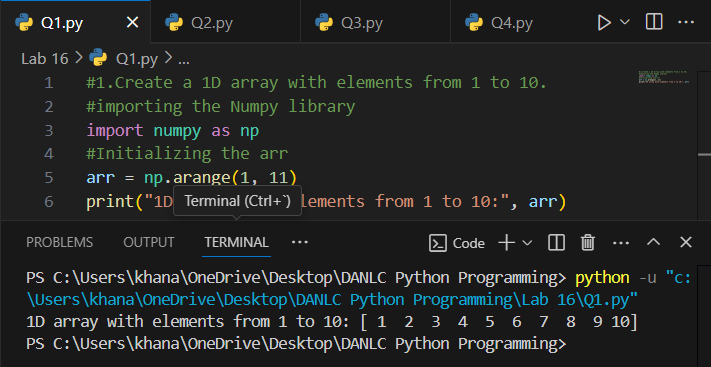 Q1.py
Q2.py
Q3.py
Q4.py
Lab 16 > Q1.py > ...
1 #1.Create a 1D array with elements from 1 to 10.
2 #importing the Numpy library
3 import numpy as np
4 #Initializing the arr
5 arr = np.arange(1, 11)
6 print("1D lements from 1 to 10:", arr)
Terminal (Ctrl+`)
PROBLEMS OUTPUT TERMINAL ... Code
PS C:\Users\khana\OneDrive\Desktop\DANLC Python Programming> python -u "c:
\Users\khana\OneDrive\Desktop\DANLC Python Programming\Lab 16\Q1.py"
1D array with elements from 1 to 10: [ 1  2  3  4  5  6  7  8  9 10]
PS C:\Users\khana\OneDrive\Desktop\DANLC Python Programming>